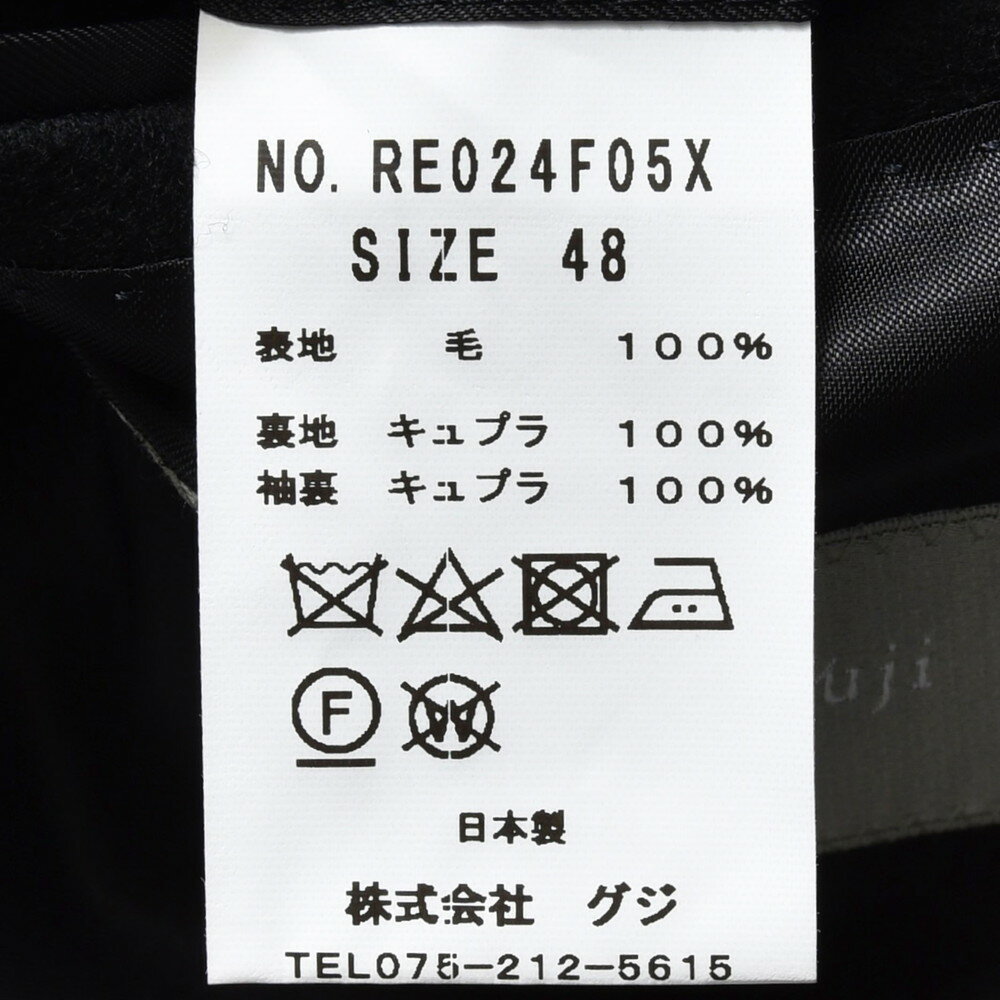 NO. RE024F05X
SIZE 48
表地 毛 100%
裏地 キュプラ 100%
袖裏 キュプラ 100%
F
W
日本製
株式会社 グジ
TEL075-212-5615
uji